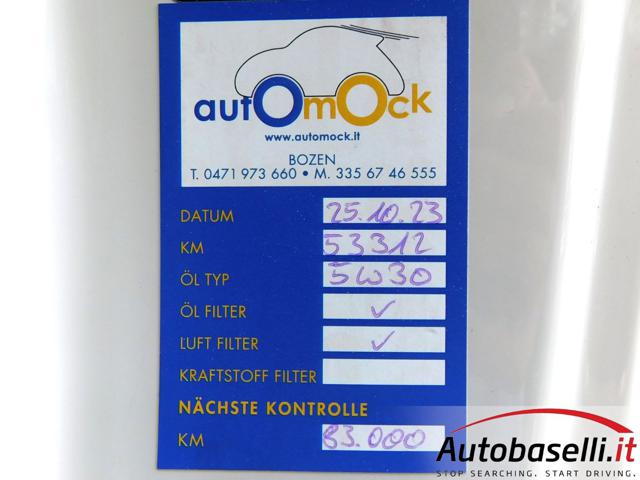 autOmOck
www.automock.it
BOZEN
T. 0471 973 660 • M. 335 67 46 555
DATUM 25.10.23
KM 53312
ÖL TYP 5W30
ÖL FILTER ✓
LUFT FILTER ✓
KRAFTSTOFF FILTER
NÄCHSTE KONTROLLE
KM 83.000
Autobaselli.it
STOP SEARCHING. START DRIVING.